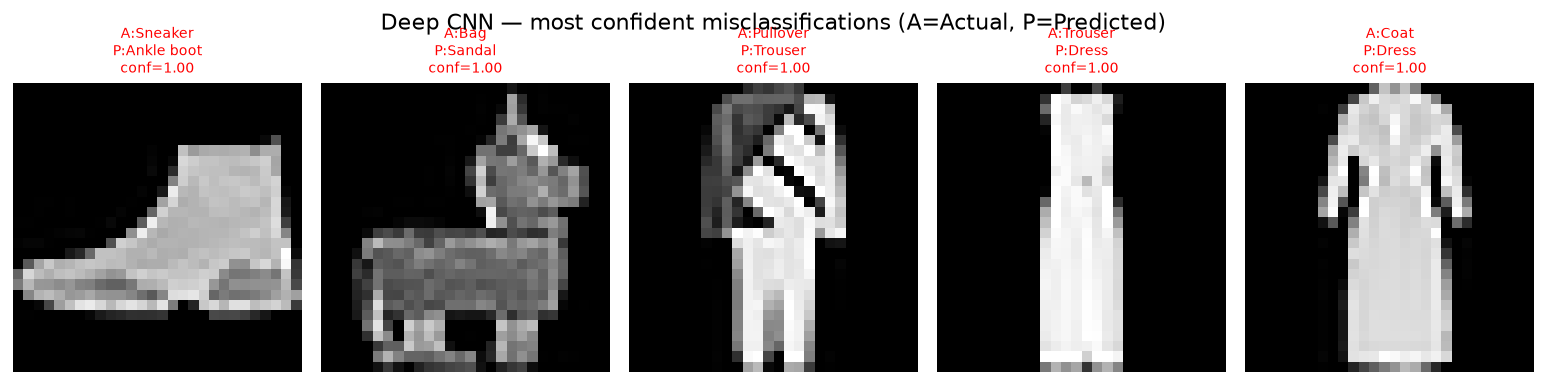 Deep CNN — most confident misclassifications (A=Actual, P=Predicted)
A:Sneaker
P:Ankle boot
conf=1.00
A:Bag
P:Sandal
conf=1.00
A:Pullover
P:Trouser
conf=1.00
A:Trouser
P:Dress
conf=1.00
A:Coat
P:Dress
conf=1.00